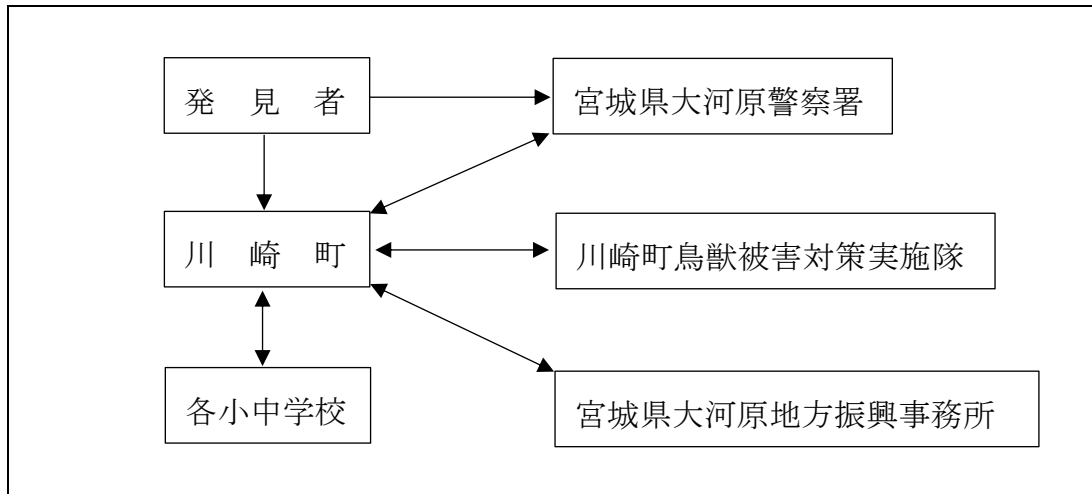 発　見　者
宮城県大河原警察署
川　崎　町
川崎町鳥獣被害対策実施隊
各小中学校
宮城県大河原地方振興事務所